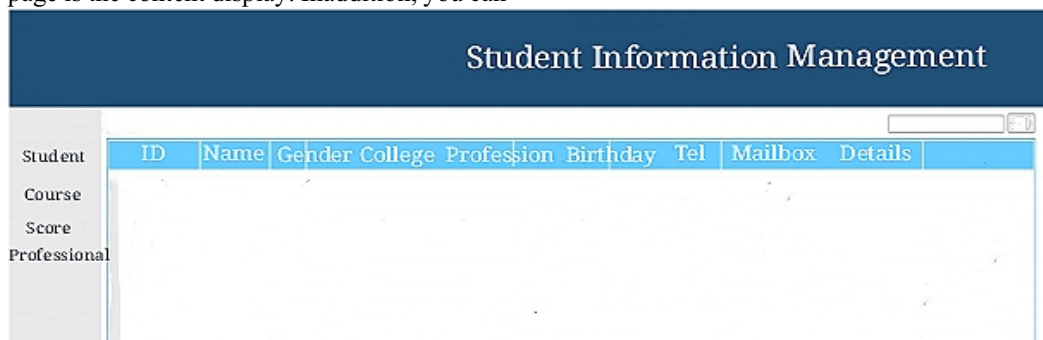 page is the content display. Inaddition, you can
Student Information Management
Student
ID Name Gender College Profession Birthday Tel Mailbox Details
Course
Score
Professional